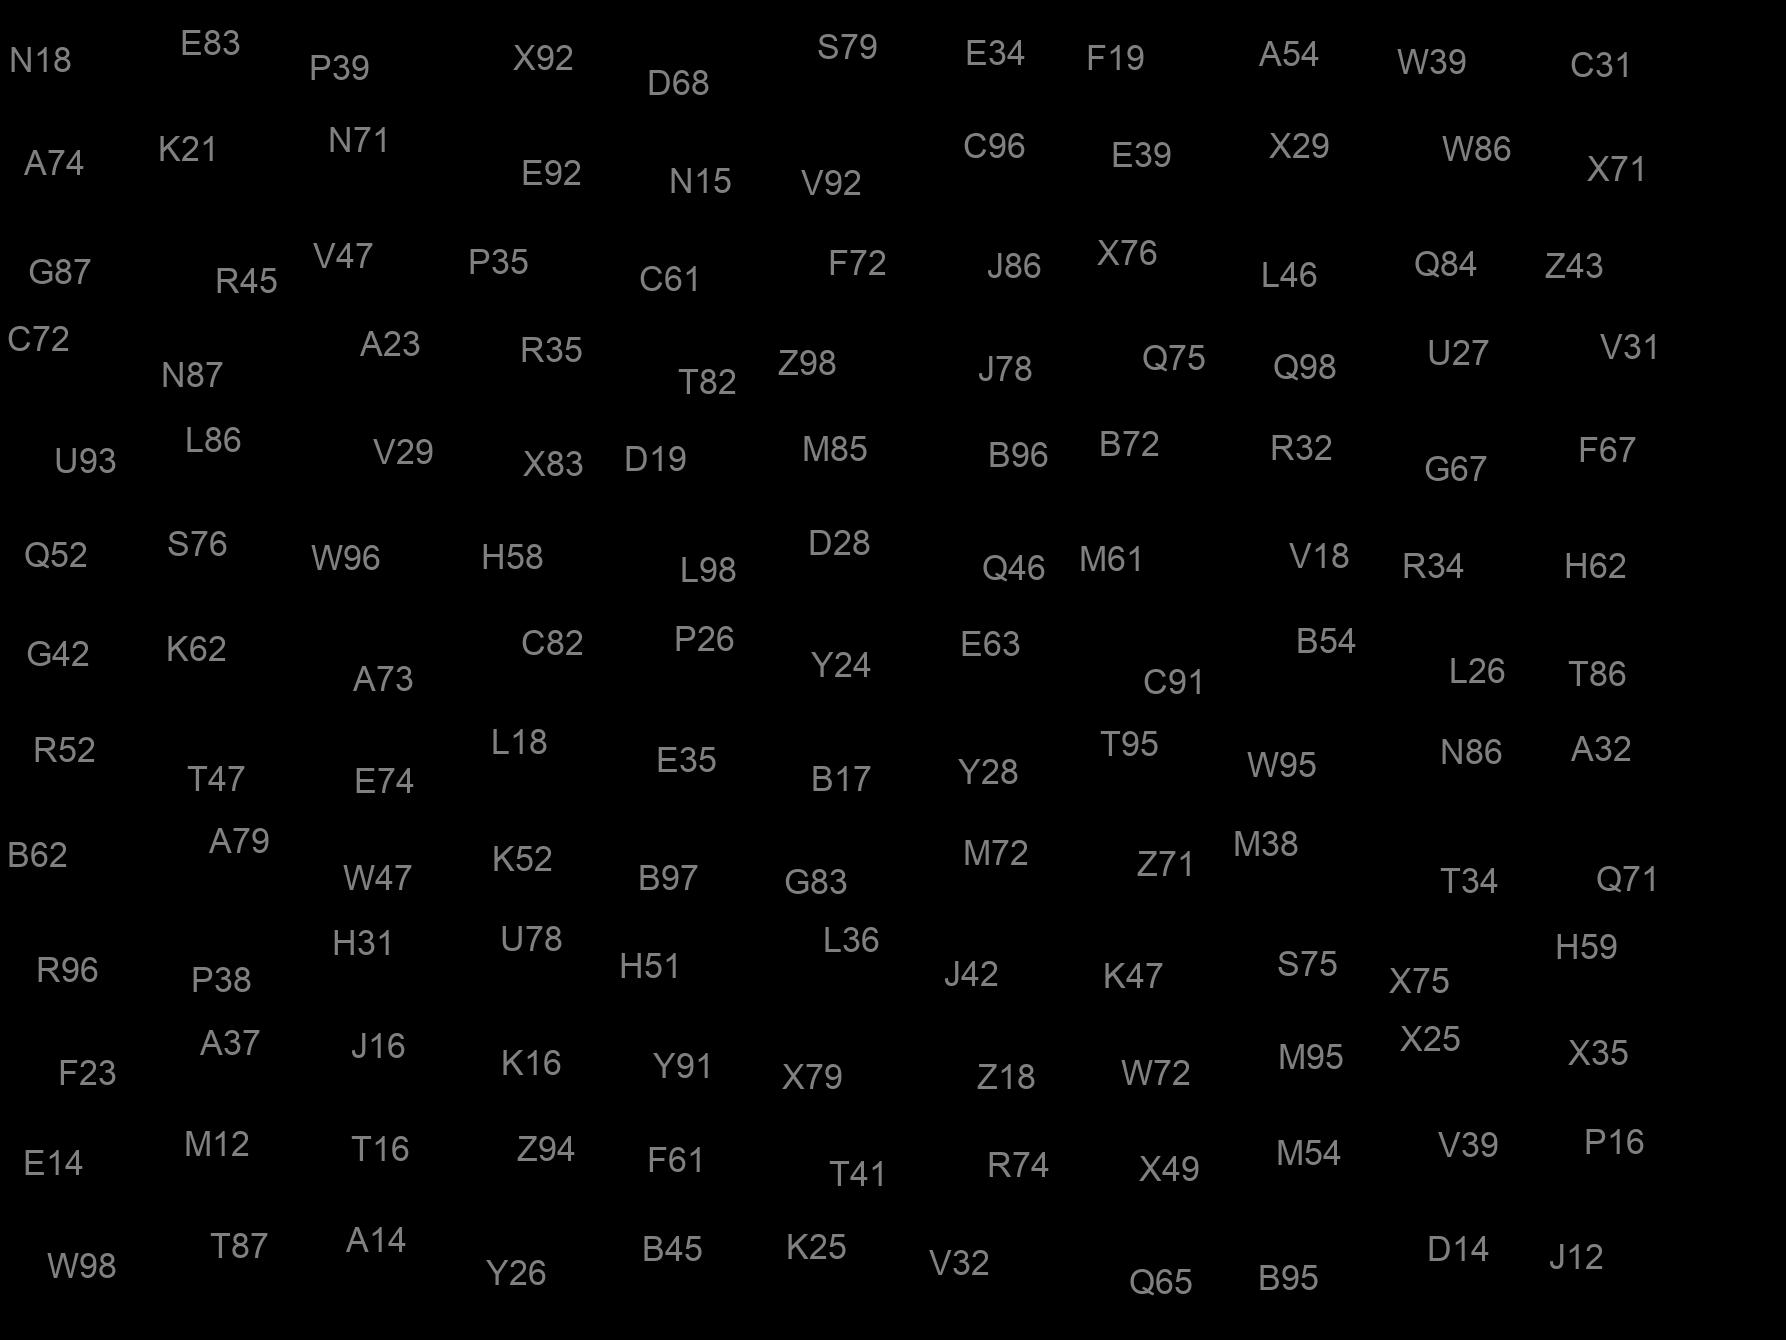 N18 E83 P39 X92 D68 S79 E34 F19 A54 W39 C31
A74 K21 N71 E92 N15 V92 C96 E39 X29 W86 X71
G87 R45 V47 P35 C61 F72 J86 X76 L46 Q84 Z43
C72 N87 A23 R35 T82 Z98 J78 Q75 Q98 U27 V31
U93 L86 V29 X83 D19 M85 B96 B72 R32 G67 F67
Q52 S76 W96 H58 L98 D28 Q46 M61 V18 R34 H62
G42 K62 A73 C82 P26 Y24 E63 C91 B54 L26 T86
R52 T47 E74 L18 E35 B17 Y28 T95 W95 N86 A32
B62 A79 W47 K52 B97 G83 M72 Z71 M38 T34 Q71
R96 P38 H31 U78 H51 L36 J42 K47 S75 X75 H59
F23 A37 J16 K16 Y91 X79 Z18 W72 M95 X25 X35
E14 M12 T16 Z94 F61 T41 R74 X49 M54 V39 P16
W98 T87 A14 Y26 B45 K25 V32 Q65 B95 D14 J12